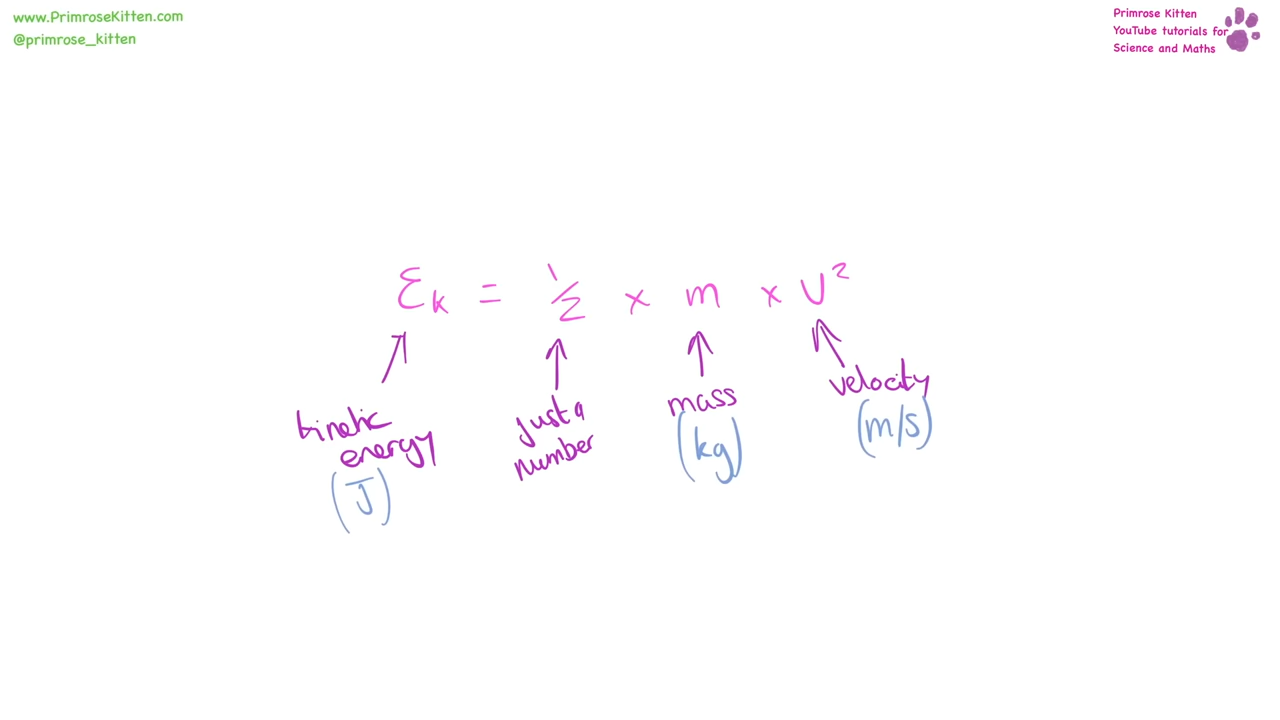 www.PrimroseKitten.com
@primrose_kitten
Primrose Kitten
YouTube tutorials for
Science and Maths
Ek = 1/2 × m × v²
kinetic
energy
(J)
just a
number
mass
(kg)
velocity
(m/s)